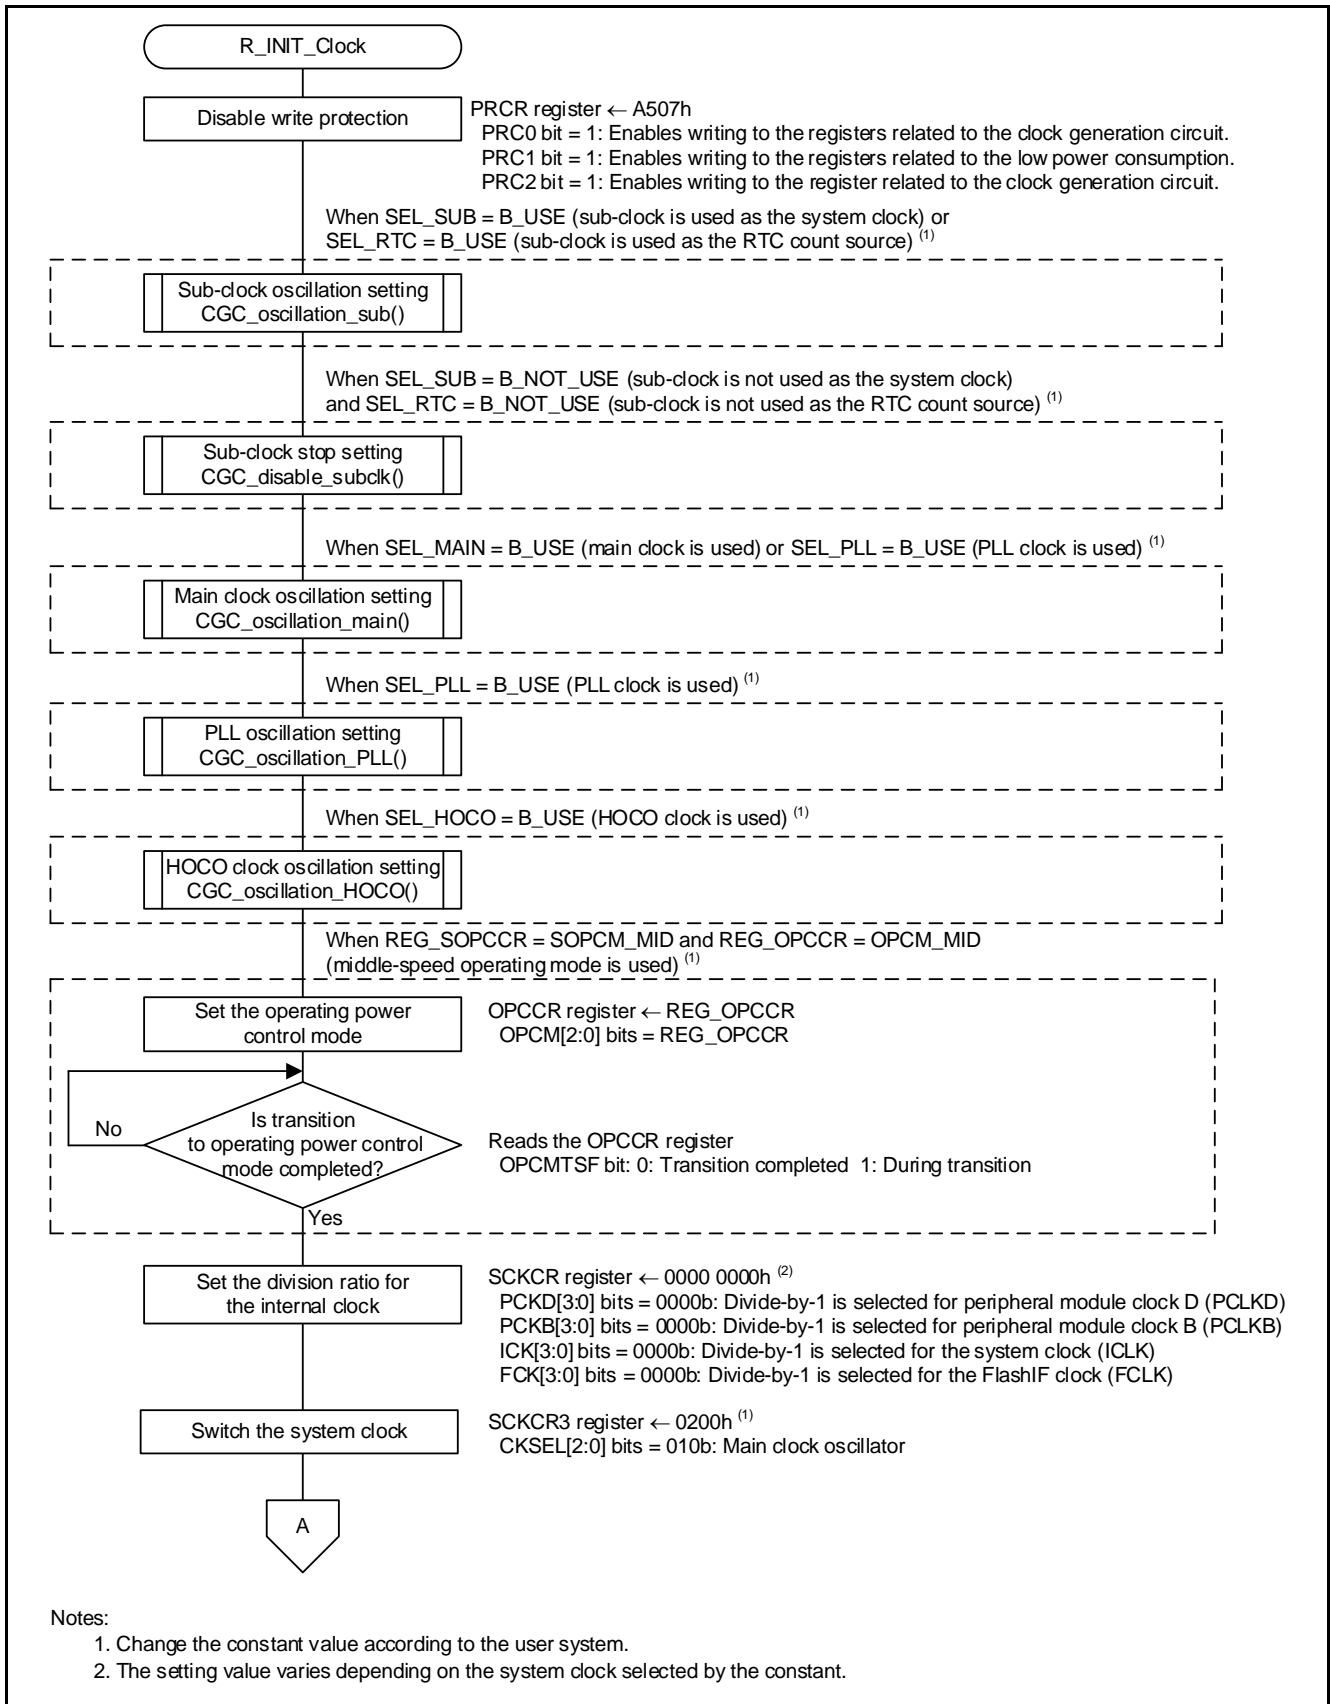 R_INIT_Clock
Disable write protection
PRCR register ← A507h
PRC0 bit = 1: Enables writing to the registers related to the clock generation circuit.
PRC1 bit = 1: Enables writing to the registers related to the low power consumption.
PRC2 bit = 1: Enables writing to the register related to the clock generation circuit.
When SEL_SUB = B_USE (sub-clock is used as the system clock) or
SEL_RTC = B_USE (sub-clock is used as the RTC count source) (1)
Sub-clock oscillation setting
CGC_oscillation_sub()
When SEL_SUB = B_NOT_USE (sub-clock is not used as the system clock)
and SEL_RTC = B_NOT_USE (sub-clock is not used as the RTC count source) (1)
Sub-clock stop setting
CGC_disable_subclk()
When SEL_MAIN = B_USE (main clock is used) or SEL_PLL = B_USE (PLL clock is used) (1)
Main clock oscillation setting
CGC_oscillation_main()
When SEL_PLL = B_USE (PLL clock is used) (1)
PLL oscillation setting
CGC_oscillation_PLL()
When SEL_HOCO = B_USE (HOCO clock is used) (1)
HOCO clock oscillation setting
CGC_oscillation_HOCO()
When REG_SOPCCR = SOPCM_MID and REG_OPCCR = OPCM_MID
(middle-speed operating mode is used) (1)
Set the operating power
control mode
OPCCR register ← REG_OPCCR
OPCM[2:0] bits = REG_OPCCR
Is transition
to operating power control
mode completed?
No
Reads the OPCCR register
OPCMTSF bit: 0: Transition completed 1: During transition
Yes
Set the division ratio for
the internal clock
SCKCR register ← 0000 0000h (2)
PCKD[3:0] bits = 0000b: Divide-by-1 is selected for peripheral module clock D (PCLKD)
PCKB[3:0] bits = 0000b: Divide-by-1 is selected for peripheral module clock B (PCLKB)
ICK[3:0] bits = 0000b: Divide-by-1 is selected for the system clock (ICLK)
FCK[3:0] bits = 0000b: Divide-by-1 is selected for the FlashIF clock (FCLK)
Switch the system clock
SCKCR3 register ← 0200h (1)
CKSEL[2:0] bits = 010b: Main clock oscillator
A
Notes:
1. Change the constant value according to the user system.
2. The setting value varies depending on the system clock selected by the constant.